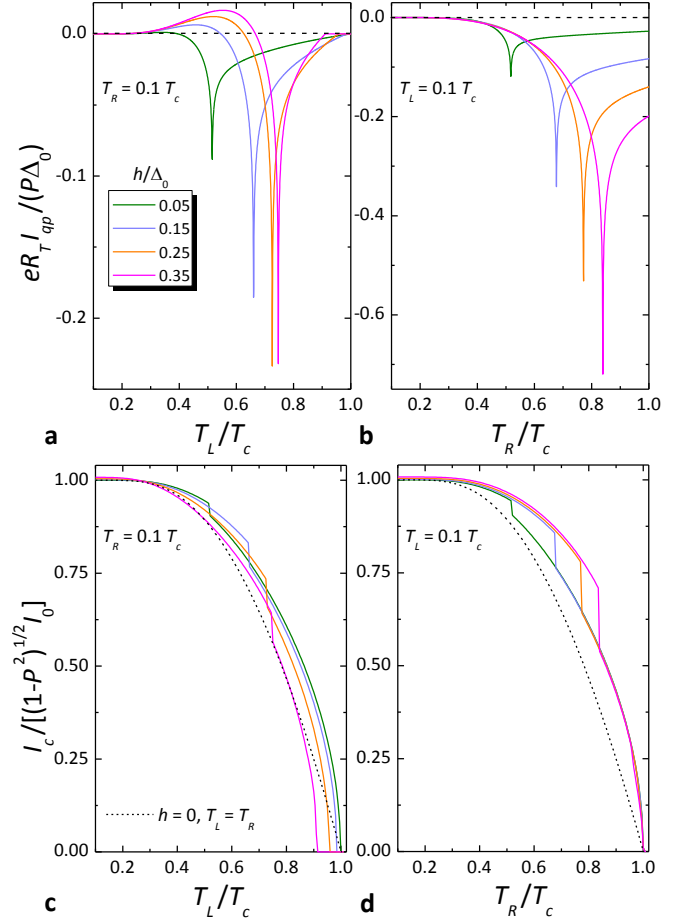 0.0
-0.1
-0.2
eR_T I_qp/(PΔ_0)
T_R = 0.1 T_c
h/Δ_0
0.05
0.15
0.25
0.35
0.2 0.4 0.6 0.8 1.0
a
T_L/T_c
0.0
-0.2
-0.4
-0.6
T_L = 0.1 T_c
0.2 0.4 0.6 0.8 1.0
b
T_R/T_c
1.00
0.75
0.50
0.25
0.00
I_c/[(1-P^2)^1/2 I_0]
T_R = 0.1 T_c
h = 0, T_L = T_R
0.2 0.4 0.6 0.8 1.0
c
T_L/T_c
1.00
0.75
0.50
0.25
0.00
T_L = 0.1 T_c
0.2 0.4 0.6 0.8 1.0
d
T_R/T_c